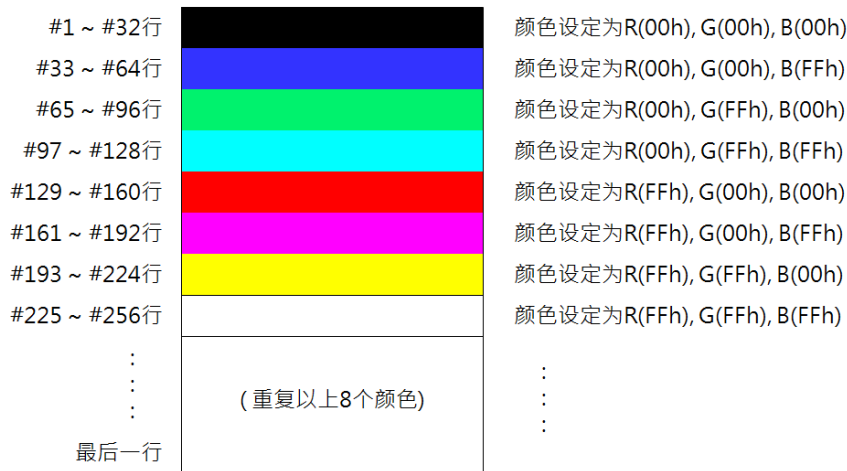 #1 ~ #32行 颜色设定为R(00h), G(00h), B(00h)
#33 ~ #64行 颜色设定为R(00h), G(00h), B(FFh)
#65 ~ #96行 颜色设定为R(00h), G(FFh), B(00h)
#97 ~ #128行 颜色设定为R(00h), G(FFh), B(FFh)
#129 ~ #160行 颜色设定为R(FFh), G(00h), B(00h)
#161 ~ #192行 颜色设定为R(FFh), G(00h), B(FFh)
#193 ~ #224行 颜色设定为R(FFh), G(FFh), B(00h)
#225 ~ #256行 颜色设定为R(FFh), G(FFh), B(FFh)
: :
: ( 重复以上8个颜色) :
: :
最后一行